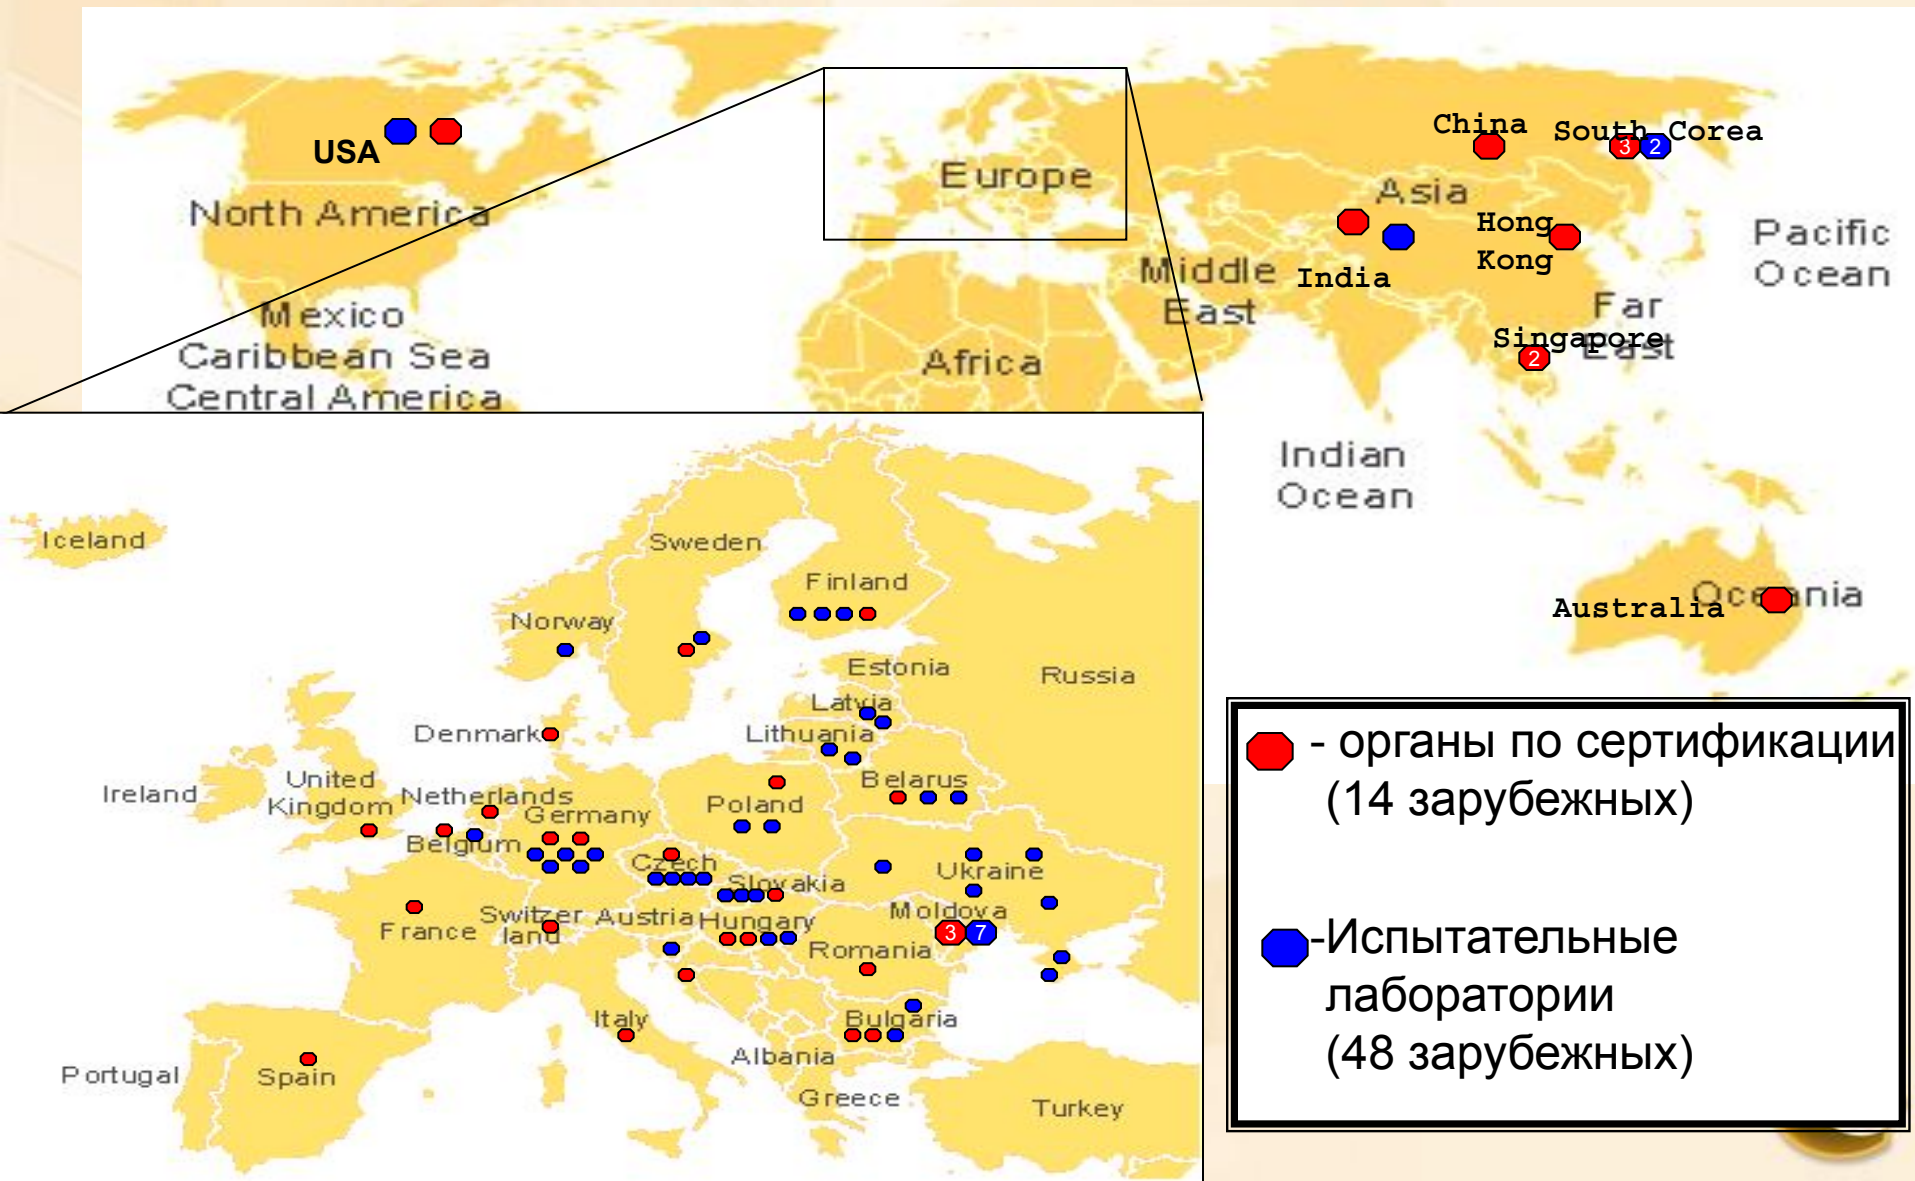 USA
North America
Mexico
Caribbean Sea
Central America
Europe
Africa
Middle
East
Asia
China
South Corea
3
2
India
Hong
Kong
Singapore
2
Far
East
Pacific
Ocean
Indian
Ocean
Australia
Oceania
Iceland
Sweden
Finland
Norway
Estonia
Russia
Latvia
Lithuania
Denmark
Belarus
Ireland
United
Kingdom
Netherlands
Germany
Poland
Belgium
Czech
Slovakia
Ukraine
France
Switzer
land
Austria
Hungary
Moldova
3
7
Romania
Italy
Bulgaria
Albania
Portugal
Spain
Greece
Turkey
- органы по сертификации
(14 зарубежных)
-Испытательные
лаборатории
(48 зарубежных)